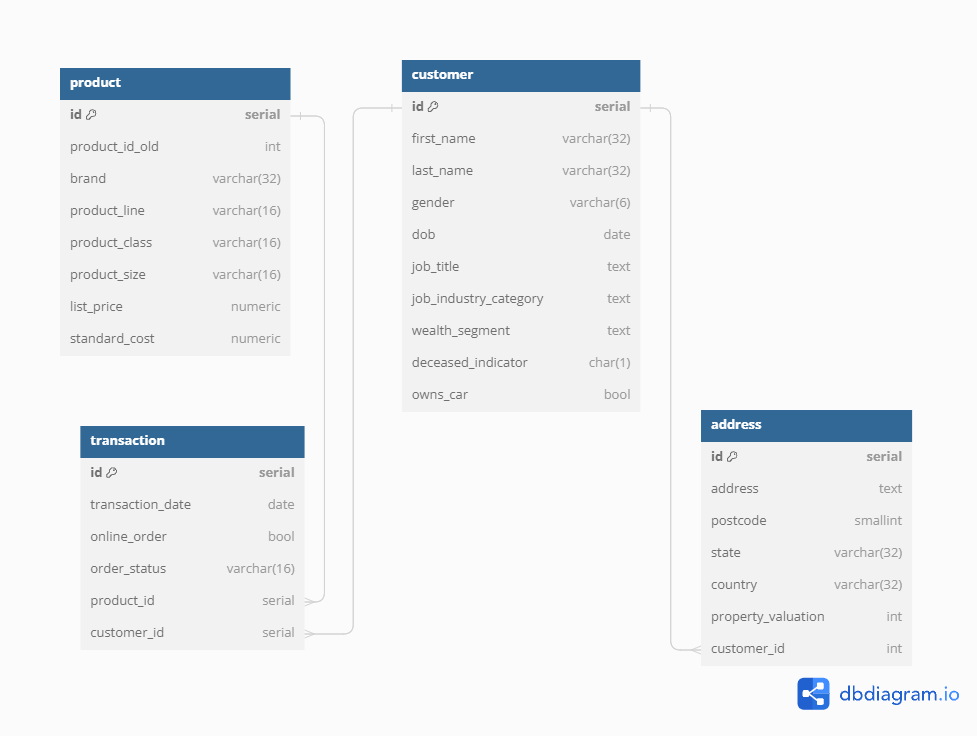 product
id serial
product_id_old int
brand varchar(32)
product_line varchar(16)
product_class varchar(16)
product_size varchar(16)
list_price numeric
standard_cost numeric
customer
id serial
first_name varchar(32)
last_name varchar(32)
gender varchar(6)
dob date
job_title text
job_industry_category text
wealth_segment text
deceased_indicator char(1)
owns_car bool
transaction
id serial
transaction_date date
online_order bool
order_status varchar(16)
product_id serial
customer_id serial
address
id serial
address text
postcode smallint
state varchar(32)
country varchar(32)
property_valuation int
customer_id int
dbdiagram.io